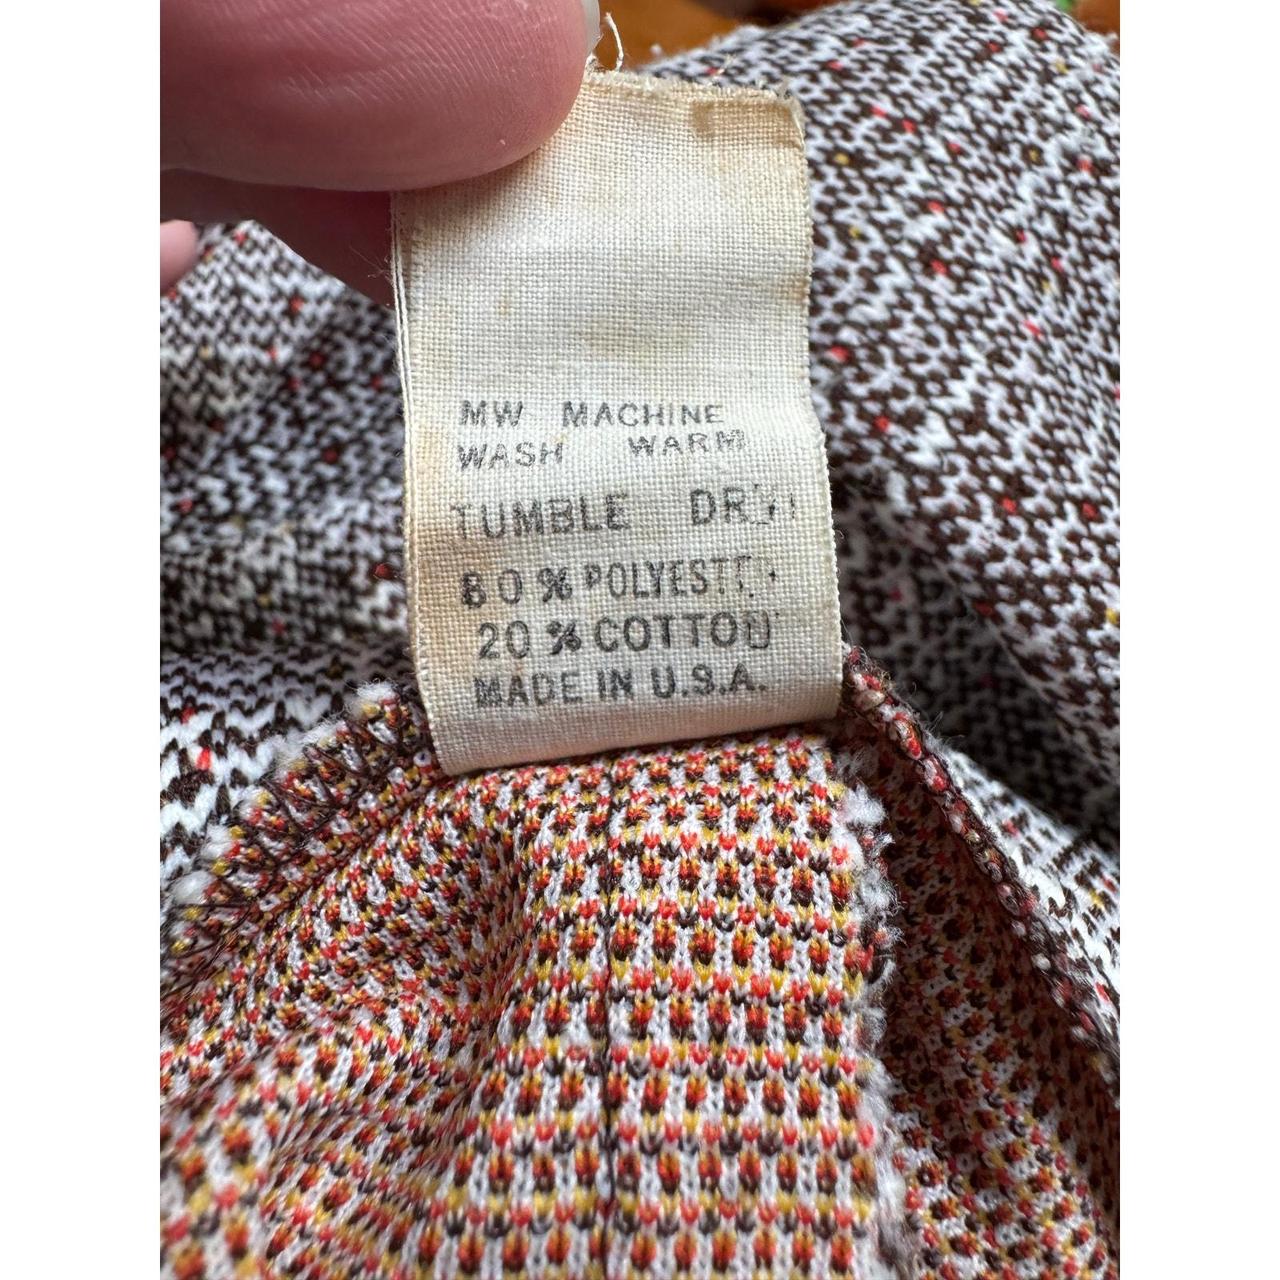 MW MACHINE
WASH WARM
TUMBLE DRY
80% POLYESTER
20% COTTON
MADE IN U.S.A.